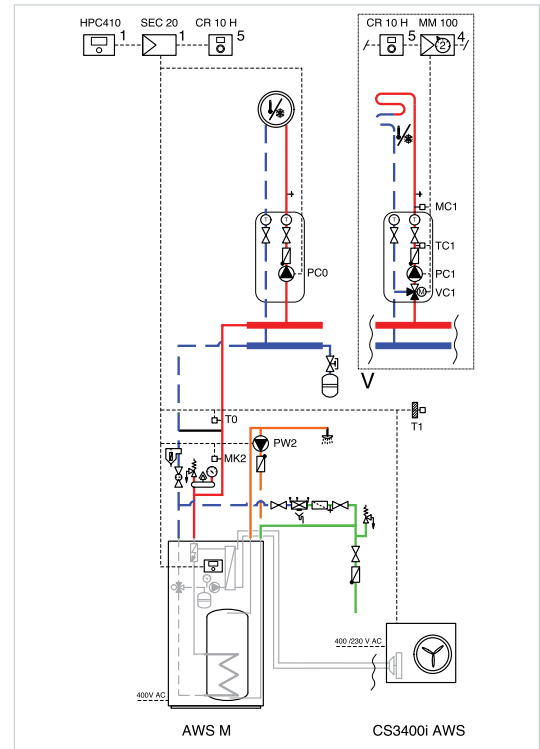 HPC410 SEC 20 CR 10 H
1 1 5
CR 10 H MM 100
5 2 4
MC1
T T T T
TC1
PC0
PC1
M VC1
V
T0
T1
PW2
MK2
400 /230 V AC
400V AC
AWS M
CS3400i AWS